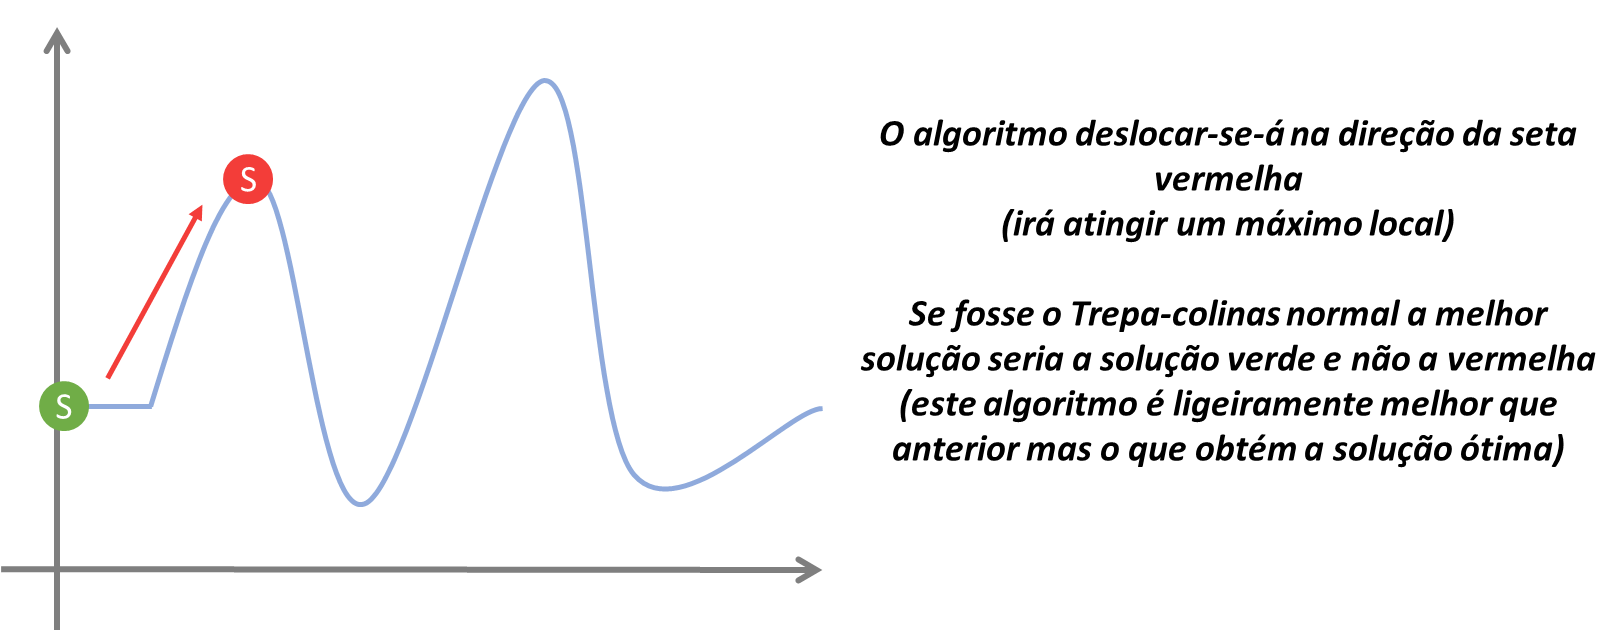 O algoritmo deslocar-se-á na direção da seta
vermelha
(irá atingir um máximo local)
Se fosse o Trepa-colinas normal a melhor
solução seria a solução verde e não a vermelha
(este algoritmo é ligeiramente melhor que
anterior mas o que obtém a solução ótima)
S
S